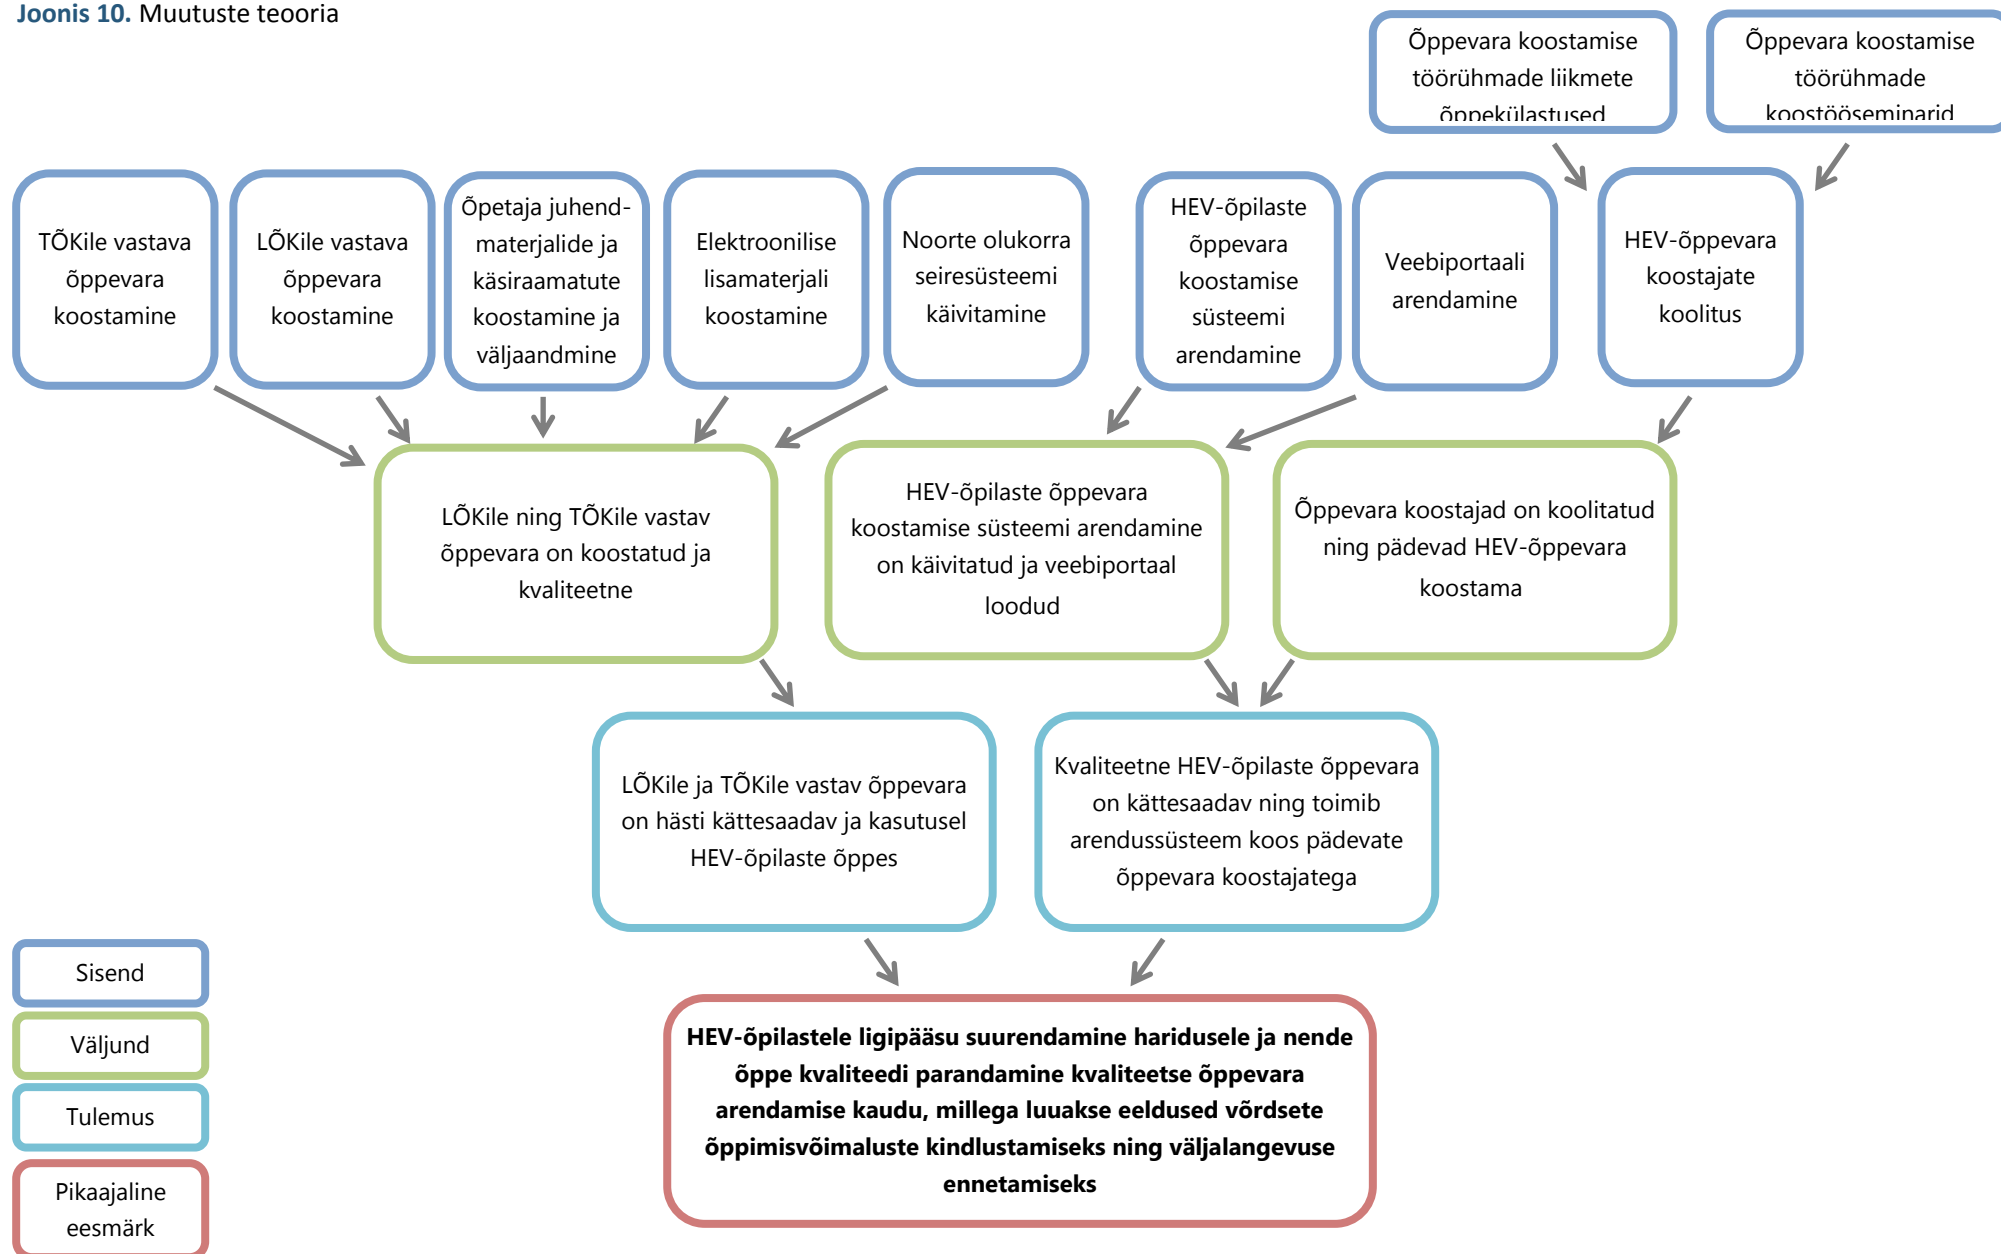 Joonis 10. Muutuste teooria
Õppevara koostamise
töörühmade liikmete
õppekülastused
Õppevara koostamise
töörühmade
koostööseminarid
TÕKile vastava
õppevara
koostamine
LÕKile vastava
õppevara
koostamine
Õpetaja juhend-
materjalide ja
käsiraamatute
koostamine ja
väljaandmine
Elektroonilise
lisamaterjali
koostamine
Noorte olukorra
seiresüsteemi
käivitamine
HEV-õpilaste
õppevara
koostamise
süsteemi
arendamine
Veebiportaali
arendamine
HEV-õppevara
koostajate
koolitus
LÕKile ning TÕKile vastav
õppevara on koostatud ja
kvaliteetne
HEV-õpilaste õppevara
koostamise süsteemi arendamine
on käivitatud ja veebiportaal
loodud
Õppevara koostajad on koolitatud
ning pädevad HEV-õppevara
koostama
LÕKile ja TÕKile vastav õppevara
on hästi kättesaadav ja kasutusel
HEV-õpilaste õppes
Kvaliteetne HEV-õpilaste õppevara
on kättesaadav ning toimib
arendussüsteem koos pädevate
õppevara koostajatega
HEV-õpilastele ligipääsu suurendamine haridusele ja nende
õppe kvaliteedi parandamine kvaliteetse õppevara
arendamise kaudu, millega luuakse eeldused võrdsete
õppimisvõimaluste kindlustamiseks ning väljalangevuse
ennetamiseks
Sisend
Väljund
Tulemus
Pikaajaline
eesmärk